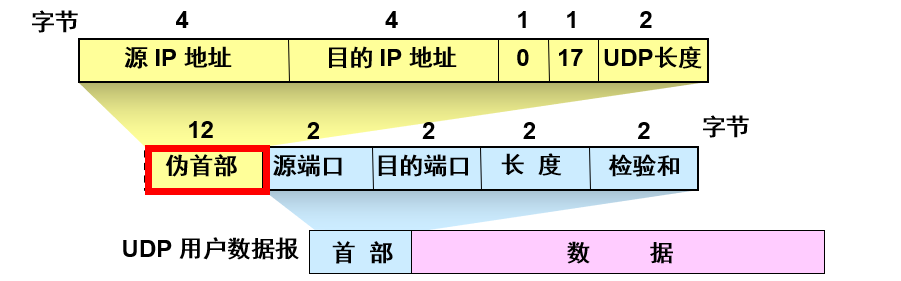 字节 4 4 1 1 2
源 IP 地址 目的 IP 地址 0 17 UDP长度
12 2 2 2 2 字节
伪首部 源端口 目的端口 长 度 检验和
UDP 用户数据报 首 部 数 据